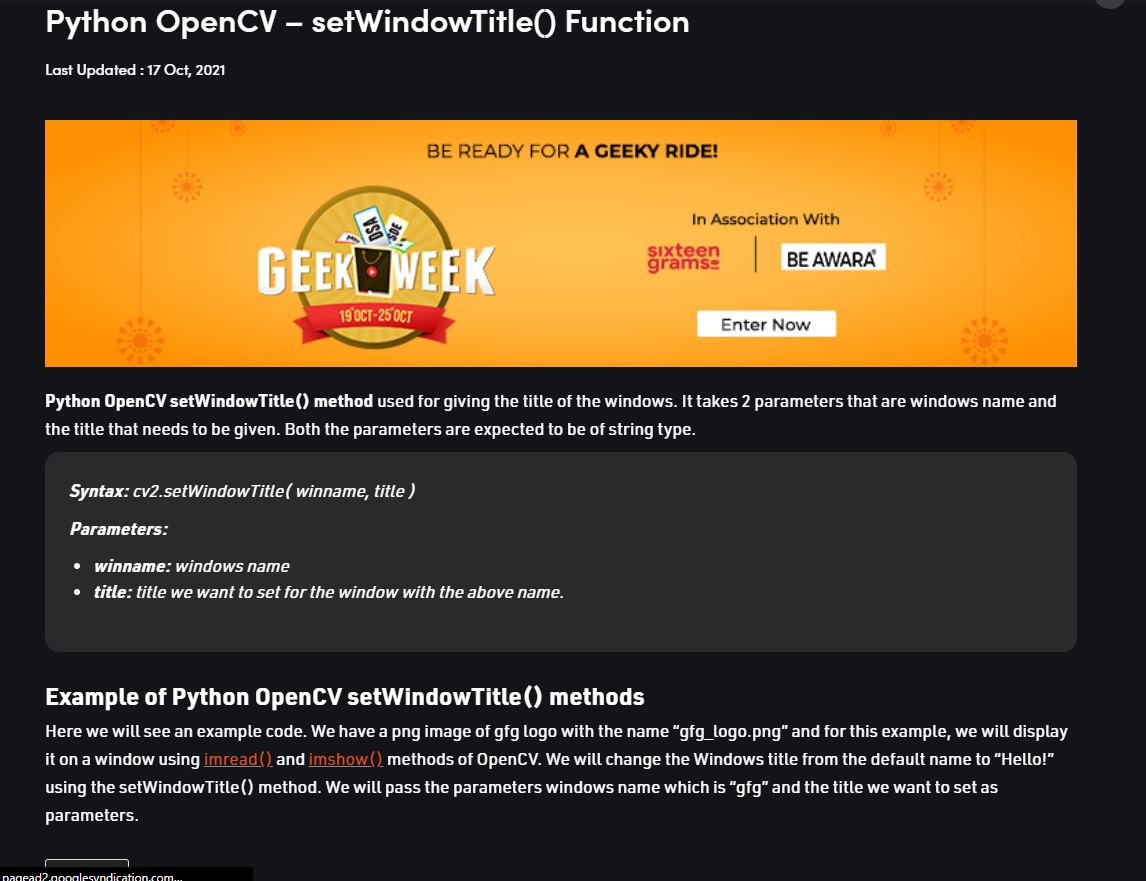 Python OpenCV – setWindowTitle() Function
Last Updated : 17 Oct, 2021
BE READY FOR A GEEKY RIDE!
In Association With
DSA
SDE
GEEK WEEK
sixteen
grams
BE AWARA
19 OCT-25 OCT
Enter Now
Python OpenCV setWindowTitle() method used for giving the title of the windows. It takes 2 parameters that are windows name and
the title that needs to be given. Both the parameters are expected to be of string type.
Syntax: cv2.setWindowTitle( winname, title )
Parameters:
• winname: windows name
• title: title we want to set for the window with the above name.
Example of Python OpenCV setWindowTitle() methods
Here we will see an example code. We have a png image of gfg logo with the name “gfg_logo.png” and for this example, we will display
it on a window using imread() and imshow() methods of OpenCV. We will change the Windows title from the default name to “Hello!”
using the setWindowTitle() method. We will pass the parameters windows name which is “gfg” and the title we want to set as
parameters.
pagead2.googlesyndication.com...